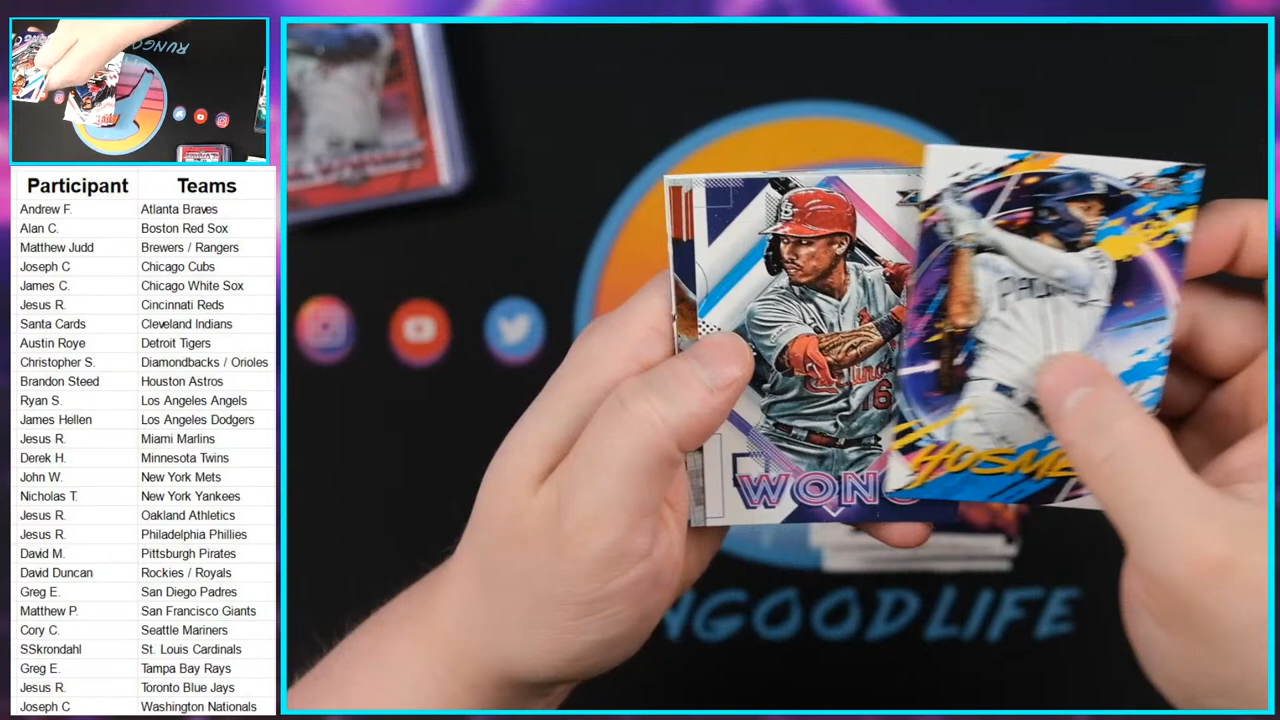 Participant Teams
Andrew F. Atlanta Braves
Alan C. Boston Red Sox
Matthew Judd Brewers / Rangers
Joseph C Chicago Cubs
James C. Chicago White Sox
Jesus R. Cincinnati Reds
Santa Cards Cleveland Indians
Austin Roye Detroit Tigers
Christopher S. Diamondbacks / Orioles
Brandon Steed Houston Astros
Ryan S. Los Angeles Angels
James Hellen Los Angeles Dodgers
Jesus R. Miami Marlins
Derek H. Minnesota Twins
John W. New York Mets
Nicholas T. New York Yankees
Jesus R. Oakland Athletics
Jesus R. Philadelphia Phillies
David M. Pittsburgh Pirates
David Duncan Rockies / Royals
Greg E. San Diego Padres
Matthew P. San Francisco Giants
Cory C. Seattle Mariners
SSkrondahl St. Louis Cardinals
Greg E. Tampa Bay Rays
Jesus R. Toronto Blue Jays
Joseph C Washington Nationals
RUNGOOD
16
WONG
HOSME
NGOODLIFE